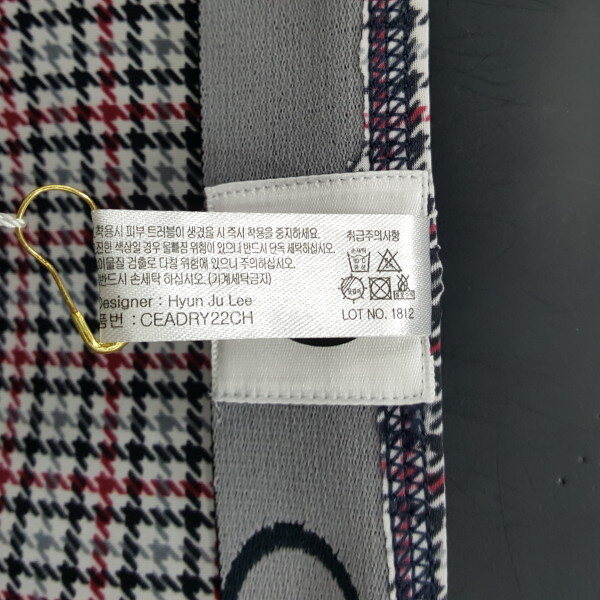 착용시 피부 트러블이 생겼을 시 즉시 착용을 중지하세요.
진한 색상일 경우 물빠짐 위험이 있으니 반드시 단독 세탁하십시오.
이물질 검출로 다칠 위험에 있으니 주의하십시오.
반드시 손세탁 하십시오. (기계세탁금지)
Designer : Hyun Ju Lee
품 번 : CEADRY22CH
취급주의사항
LOT NO. 1812